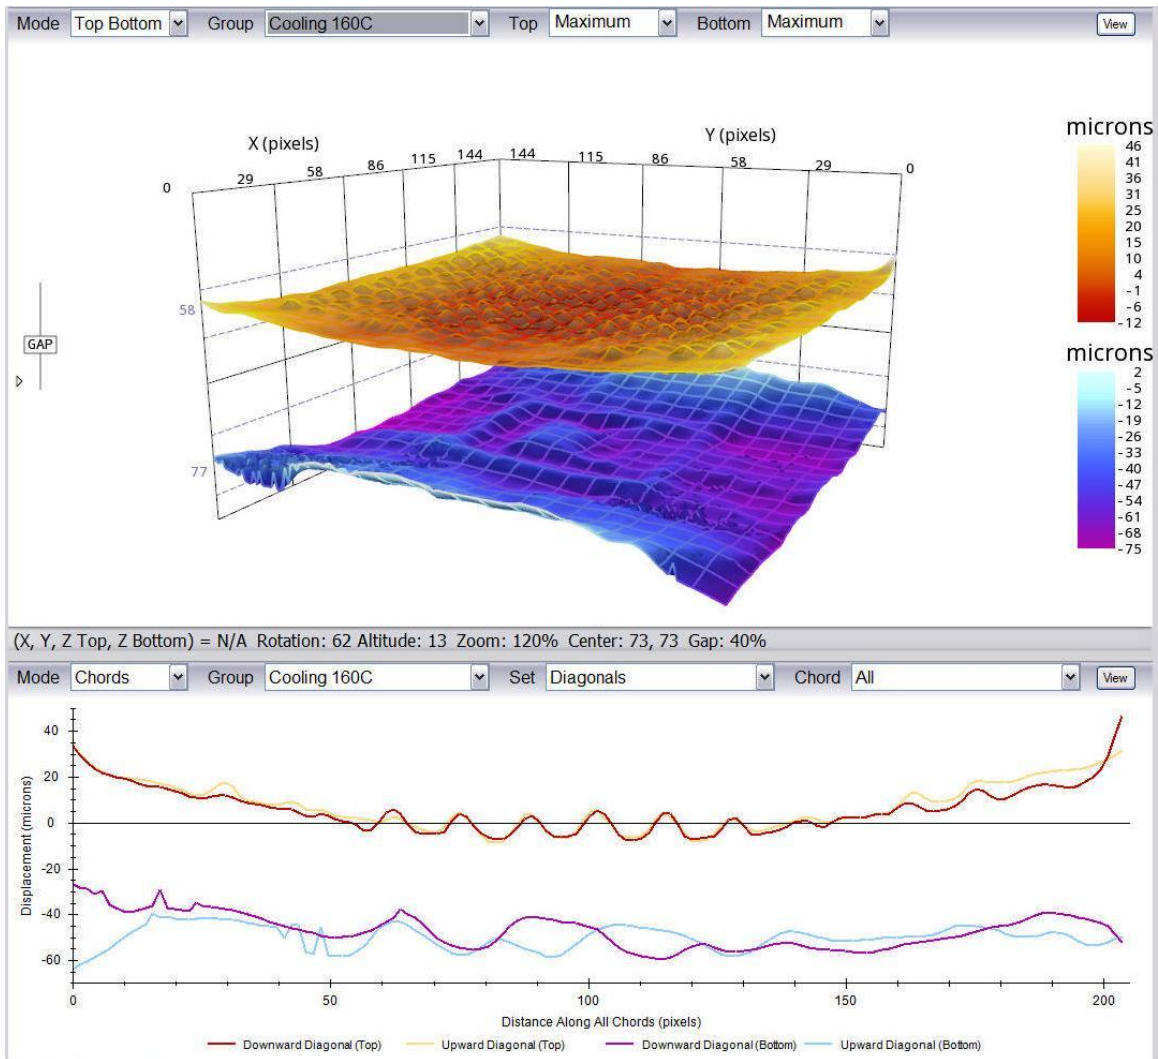 Mode Top Bottom Group Cooling 160C Top Maximum Bottom Maximum View
X (pixels)
Y (pixels)
0 29 58 86 115 144 144 115 86 58 29 0
58
77
GAP
microns
46
41
36
31
25
20
15
10
4
-1
-6
-12
microns
2
-5
-12
-19
-26
-33
-40
-47
-54
-61
-68
-75
(X, Y, Z Top, Z Bottom) = N/A Rotation: 62 Altitude: 13 Zoom: 120% Center: 73, 73 Gap: 40%
Mode Chords Group Cooling 160C Set Diagonals Chord All View
Displacement (microns)
40
20
0
-20
-40
-60
0 50 100 150 200
Distance Along All Chords (pixels)
Downward Diagonal (Top) Upward Diagonal (Top) Downward Diagonal (Bottom) Upward Diagonal (Bottom)